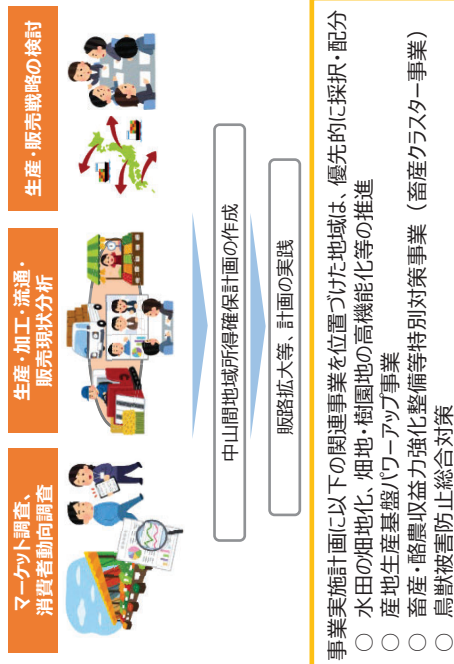 マーケット調査、
消費者動向調査
生産・加工・流通・
販売現状分析
生産・販売戦略の検討
中山間地域所得確保計画の作成
販路拡大等、計画の実践
事業実施計画に以下の関連事業を位置づけた地域は、優先的に採択・配分
○ 水田の畑地化、畑地・樹園地の高機能化等の推進
○ 産地生産基盤パワーアップ事業
○ 畜産・酪農収益力強化整備等特別対策事業（畜産クラスター事業）
○ 鳥獣被害防止総合対策